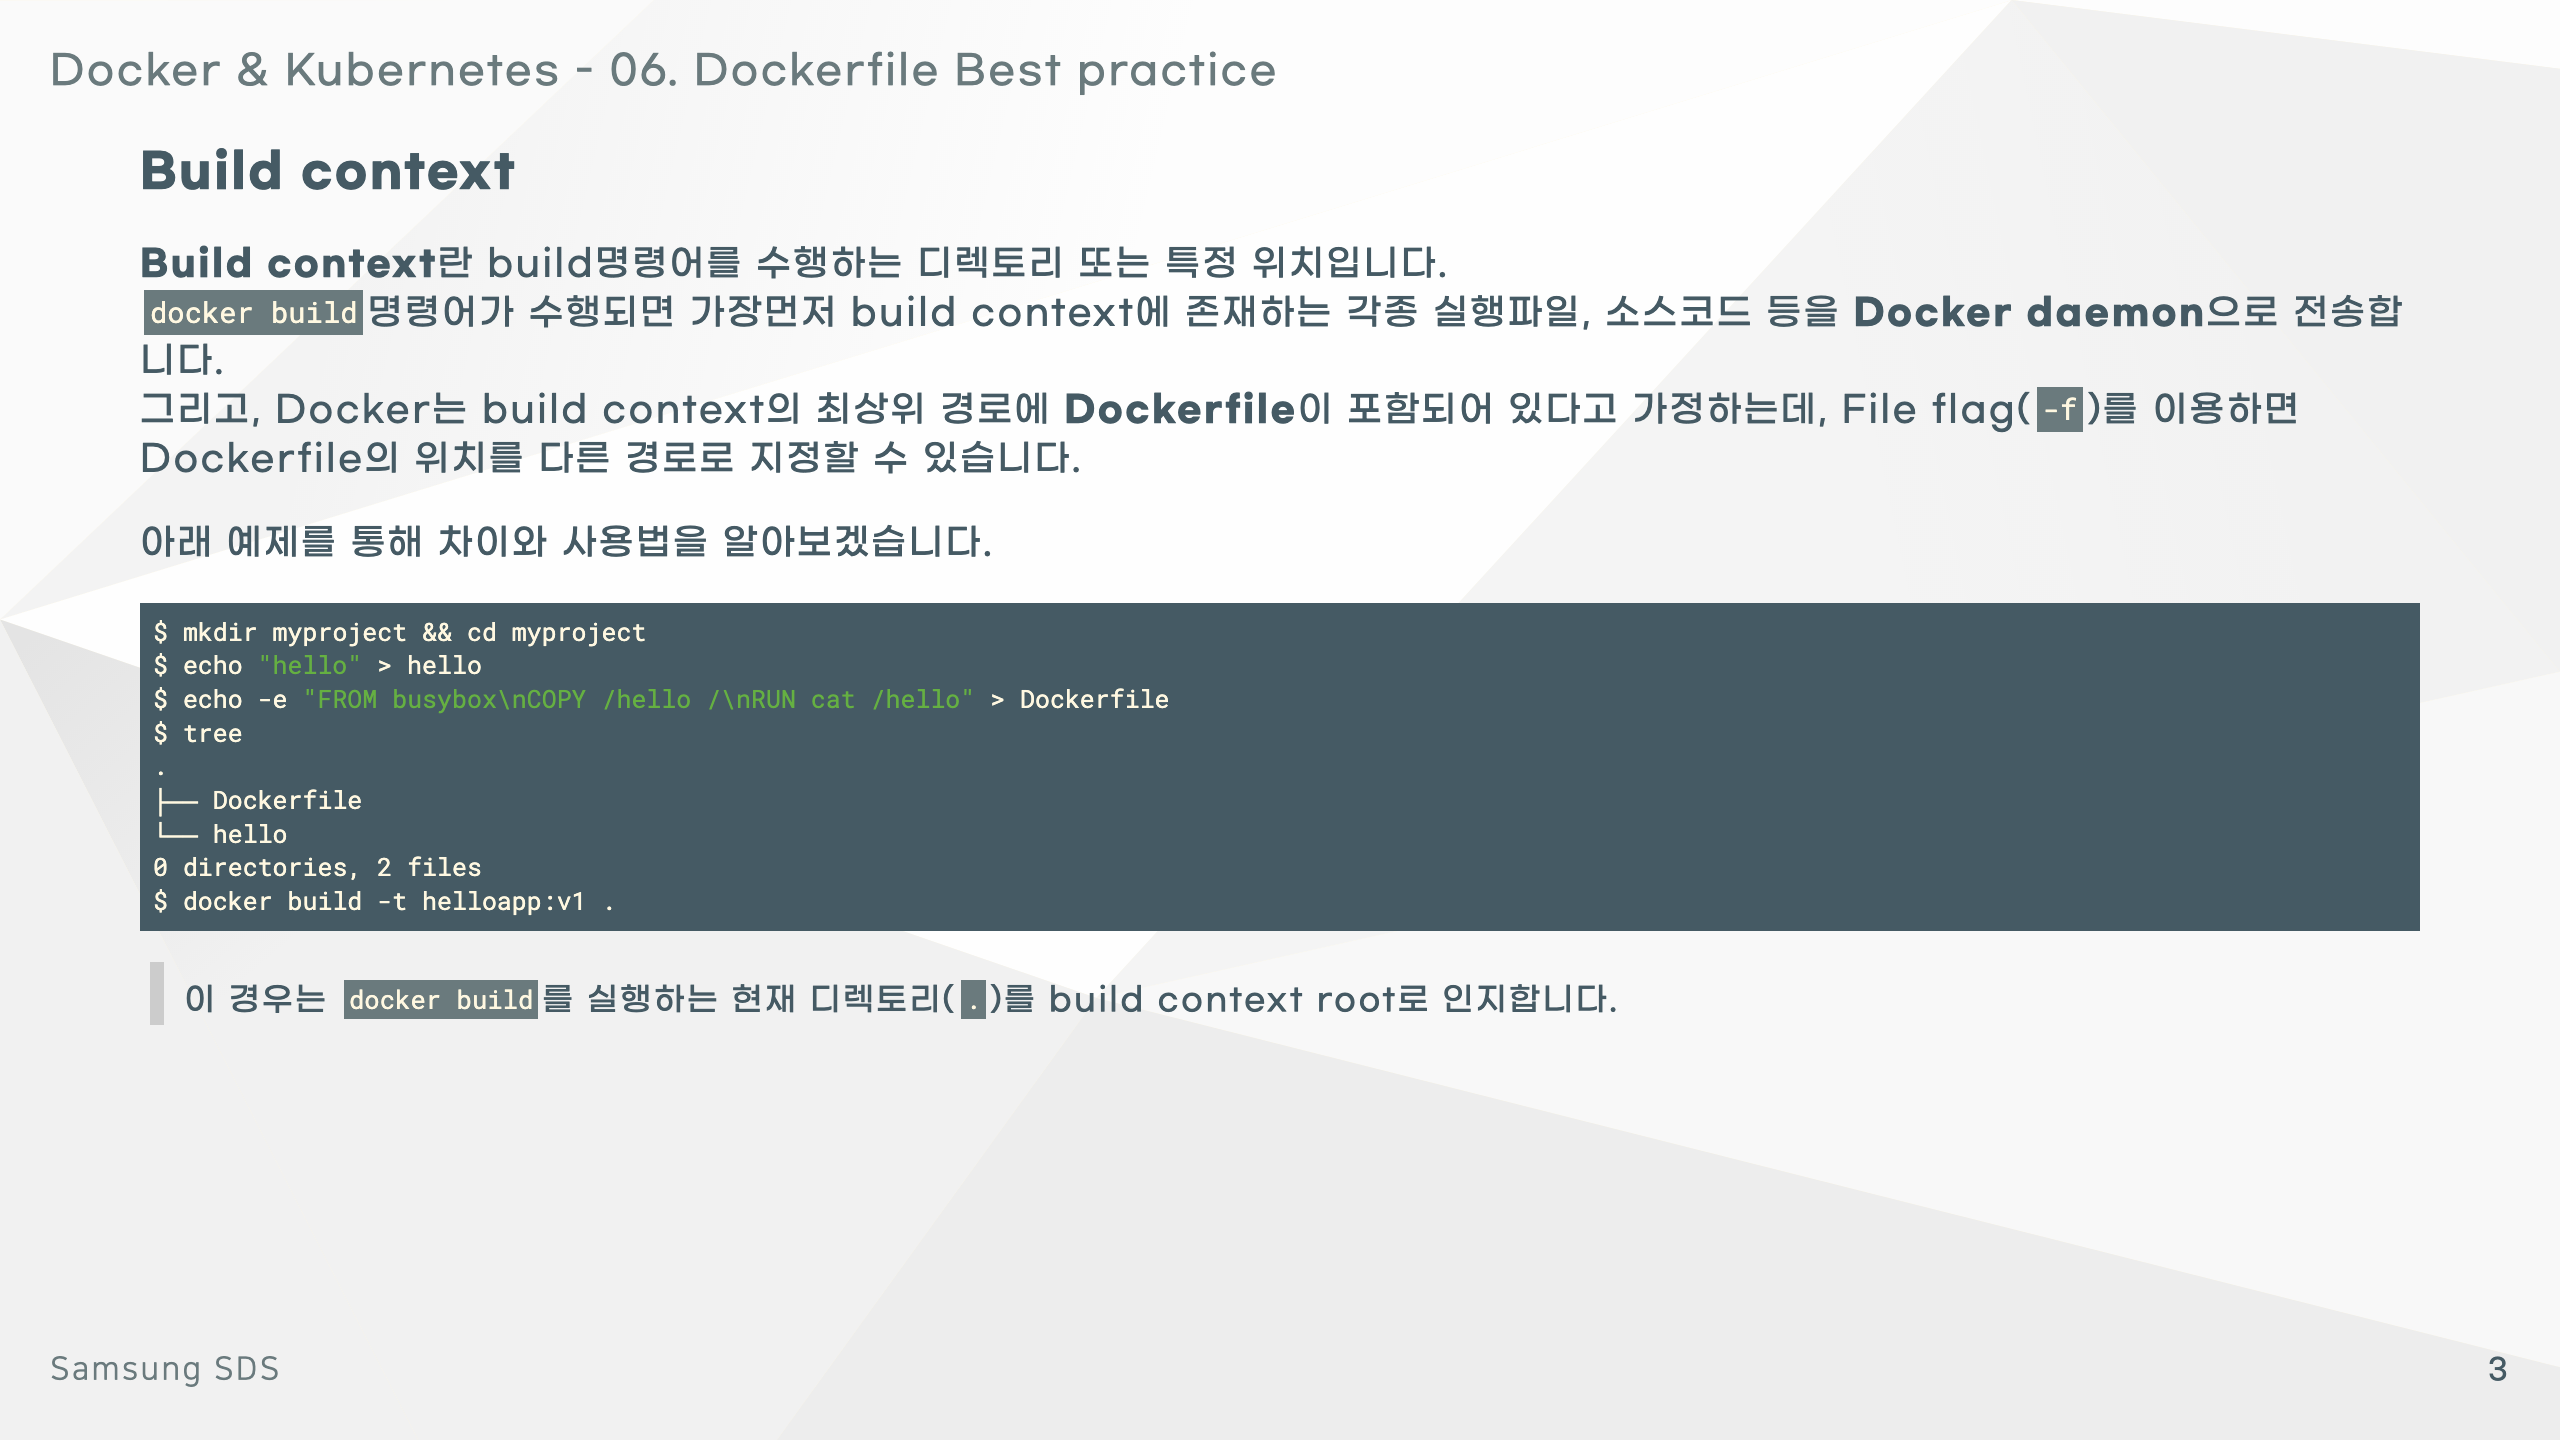 Docker & Kubernetes - 06. Dockerfile Best practice
Build context
Build context란 build명령어를 수행하는 디렉토리 또는 특정 위치입니다.
docker build명령어가 수행되면 가장먼저 build context에 존재하는 각종 실행파일, 소스코드 등을 Docker daemon으로 전송합
니다.
그리고, Docker는 build context의 최상위 경로에 Dockerfile이 포함되어 있다고 가정하는데, File flag(-f)를 이용하면
Dockerfile의 위치를 다른 경로로 지정할 수 있습니다.
아래 예제를 통해 차이와 사용법을 알아보겠습니다.
$ mkdir myproject && cd myproject
$ echo "hello" > hello
$ echo -e "FROM busybox\nCOPY /hello /\nRUN cat /hello" > Dockerfile
$ tree
.
├── Dockerfile
└── hello
0 directories, 2 files
$ docker build -t helloapp:v1 .
이 경우는 docker build를 실행하는 현재 디렉토리(.)를 build context root로 인지합니다.
Samsung SDS
3